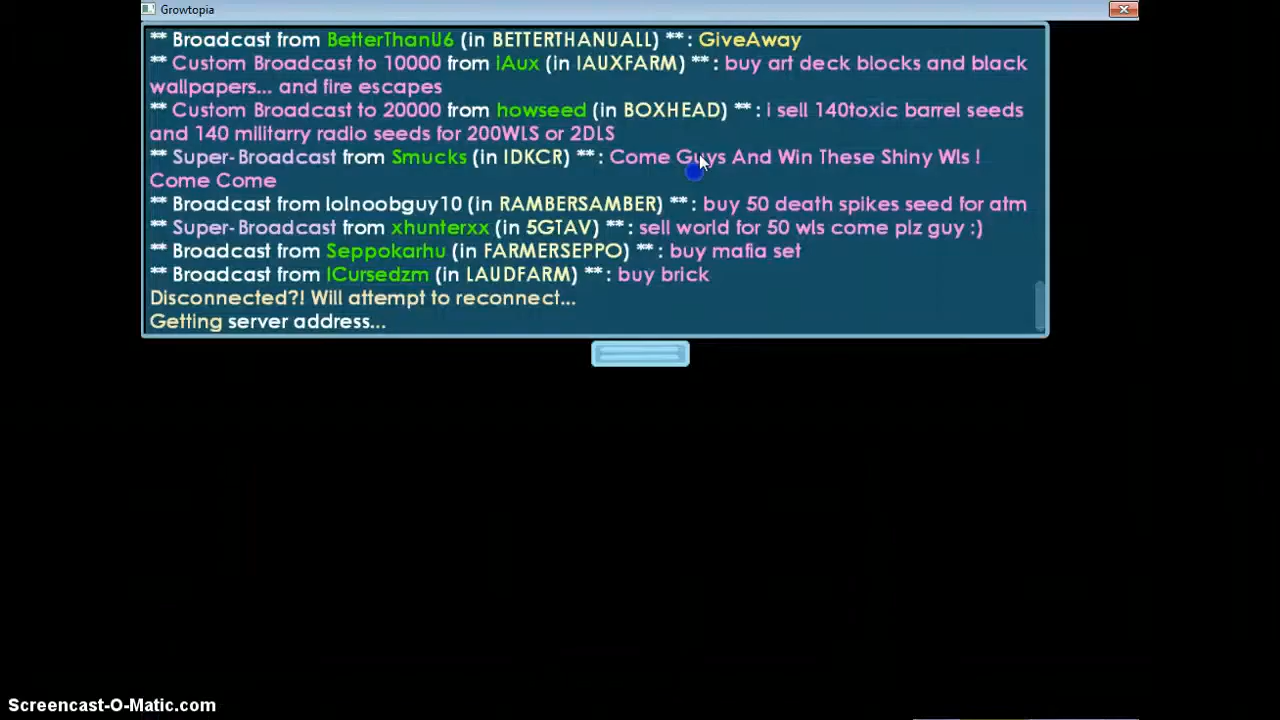 Growtopia
** Broadcast from BetterThanU6 (in BETTERTHANUALL) ** : GiveAway
** Custom Broadcast to 10000 from iAux (in IAUXFARM) ** : buy art deck blocks and black
wallpapers... and fire escapes
** Custom Broadcast to 20000 from howseed (in BOXHEAD) ** : i sell 140toxic barrel seeds
and 140 militarry radio seeds for 200WLS or 2DLS
** Super-Broadcast from Smucks (in IDKCR) ** : Come Guys And Win These Shiny Wls !
Come Come
** Broadcast from lolnoobguy10 (in RAMBERSAMBER) ** : buy 50 death spikes seed for atm
** Super-Broadcast from xhunterxx (in 5GTAV) ** : sell world for 50 wls come plz guy :)
** Broadcast from Seppokarhu (in FARMERSEPPO) ** : buy mafia set
** Broadcast from ICursedzm (in LAUDFARM) ** : buy brick
Disconnected?! Will attempt to reconnect...
Getting server address...
Screencast-O-Matic.com